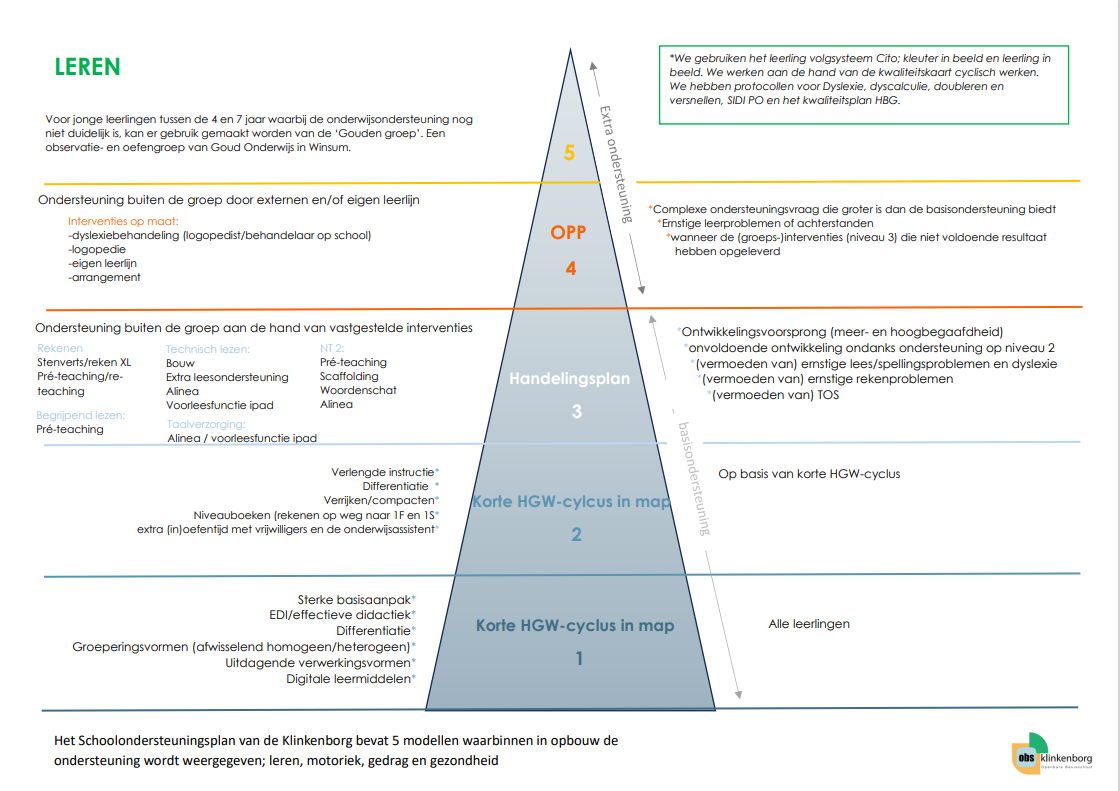 LEREN
*We gebruiken het leerling volgsysteem Cito; kleuter in beeld en leerling in
beeld. We werken aan de hand van de kwaliteitskaart cyclisch werken.
We hebben protocollen voor Dyslexie, dyscalculie, doubleren en
versnellen, SIDI PO en het kwaliteitsplan HBG.
Voor jonge leerlingen tussen de 4 en 7 jaar waarbij de onderwijsondersteuning nog
niet duidelijk is, kan er gebruik gemaakt worden van de ‘Gouden groep’. Een
observatie- en oefengroep van Goud Onderwijs in Winsum.
5
Extra ondersteuning
Ondersteuning buiten de groep door externen en/of eigen leerlijn
Interventies op maat:
-dyslexiebehandeling (logopedist/behandelaar op school)
-logopedie
-eigen leerlijn
-arrangement
OPP
4
*Complexe ondersteuningsvraag die groter is dan de basisondersteuning biedt
*Ernstige leerproblemen of achterstanden
*wanneer de (groeps-)interventies (niveau 3) die niet voldoende resultaat
hebben opgeleverd
Ondersteuning buiten de groep aan de hand van vastgestelde interventies
Rekenen
Stenverts/reken XL
Pré-teaching/re-
teaching
Begrijpend lezen:
Pré-teaching
Technisch lezen:
Bouw
Extra leesondersteuning
Alinea
Voorleesfunctie ipad
Taalverzorging:
Alinea / voorleesfunctie ipad
NT 2:
Pré-teaching
Scaffolding
Woordenschat
Alinea
Handelingsplan
3
*Ontwikkelingsvoorsprong (meer- en hoogbegaafdheid)
*onvoldoende ontwikkeling ondanks ondersteuning op niveau 2
*(vermoeden van) ernstige lees/spellingsproblemen en dyslexie
*(vermoeden van) ernstige rekenproblemen
*(vermoeden van) TOS
basisondersteuning
Verlengde instructie*
Differentiatie *
Verrijken/compacten*
Niveauboeken (rekenen op weg naar 1F en 1S*
extra (in)oefentijd met vrijwilligers en de onderwijsassistent*
Korte HGW-cylcus in map
2
Op basis van korte HGW-cyclus
Sterke basisaanpak*
EDI/effectieve didactiek*
Differentiatie*
Groeperingsvormen (afwisselend homogeen/heterogeen)*
Uitdagende verwerkingsvormen*
Digitale leermiddelen*
Korte HGW-cyclus in map
1
Alle leerlingen
Het Schoolondersteuningsplan van de Klinkenborg bevat 5 modellen waarbinnen in opbouw de
ondersteuning wordt weergegeven; leren, motoriek, gedrag en gezondheid
obs klinkenborg
Openbare Basisschool